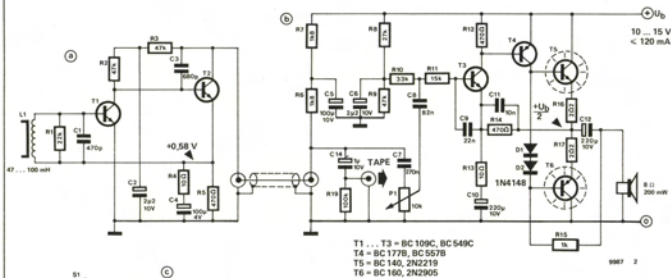 a
b
R3
47k
R2
47k
C3
680p
T2
T1
L1
R1
22k
C1
470p
47 ... 100 mH
+0,58 V
C2
2µ2
10V
R4
10Ω
C4
100µ
4V
R5
470Ω
R7
1k8
R8
27k
R6
1k8
C5
100µ
10V
C6
2µ2
10V
R9
47k
R10
33k
R11
15k
C8
82n
C14
1µ
10V
TAPE
C7
270n
R19
100k
P1
10k
R12
470Ω
T3
T4
T5
C9
22n
C11
10n
R14
470Ω
R13
10Ω
C10
220µ
10V
D1
D2
1N4148
+Ub
2
R16
2Ω2
R17
2Ω2
T6
C12
220µ
10V
8 Ω
200 mW
R15
1k
+ Ub
10 ... 15 V
< 120 mA
0
T1 ... T3 = BC 109C, BC 549C
T4 = BC 177B, BC 557B
T5 = BC 140, 2N2219
T6 = BC 160, 2N2905
9987 2
S1
c